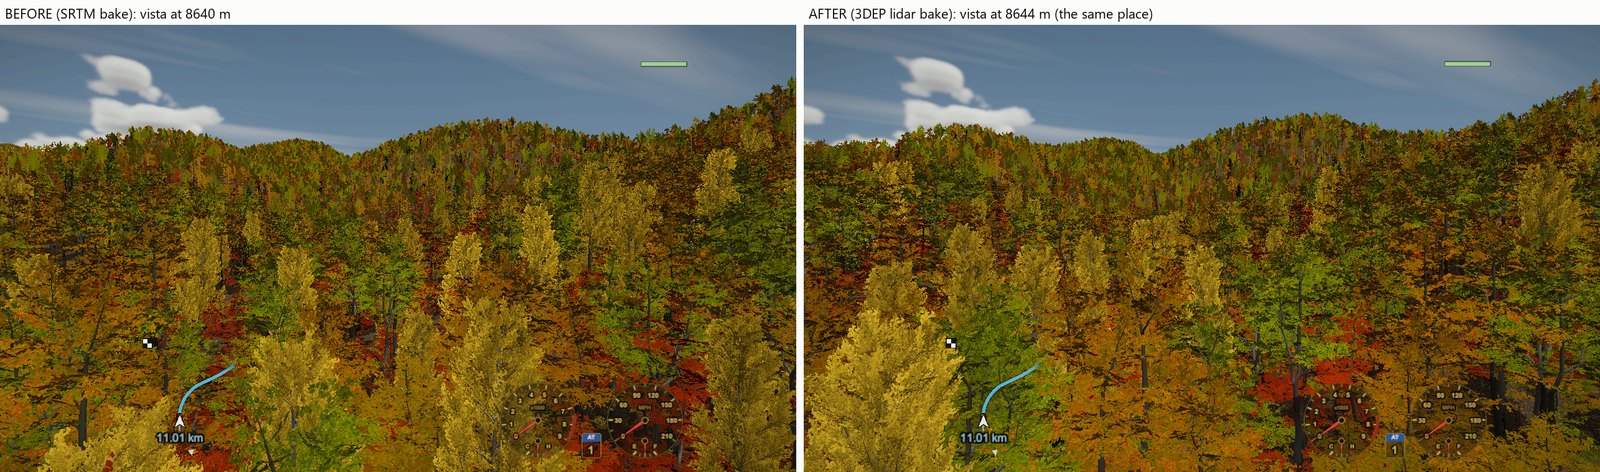 BEFORE (SRTM bake): vista at 8640 m
AFTER (3DEP lidar bake): vista at 8644 m (the same place)
11.01 km
AT
1
11.01 km
AT
1